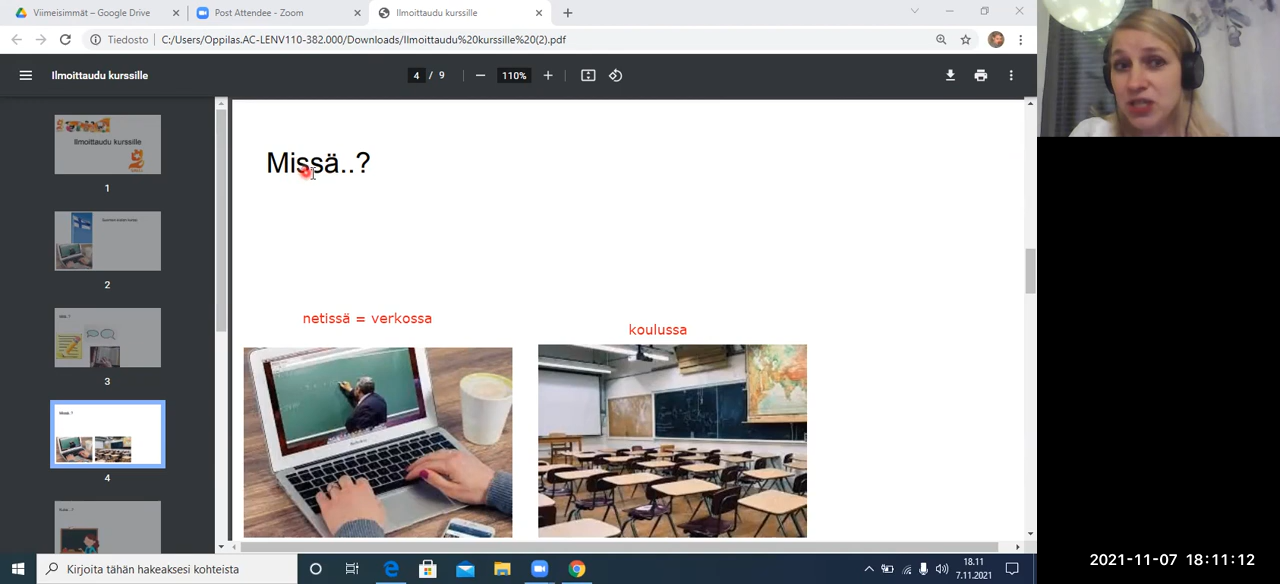 Viimeisimmät – Google Drive
Post Attendee - Zoom
Ilmoittaudu kurssille
Tiedosto
C:/Users/Oppilas.AC-LENV110-382.000/Downloads/Ilmoittaudu%20kurssille%20(2).pdf
Ilmoittaudu kurssille
4 / 9
110%
Ilmoittaudu kurssille
1
2
3
4
Missä..?
netissä = verkossa
koulussa
Kirjoita tähän hakeaksesi kohteista
18.11
7.11.2021
2021-11-07 18:11:12